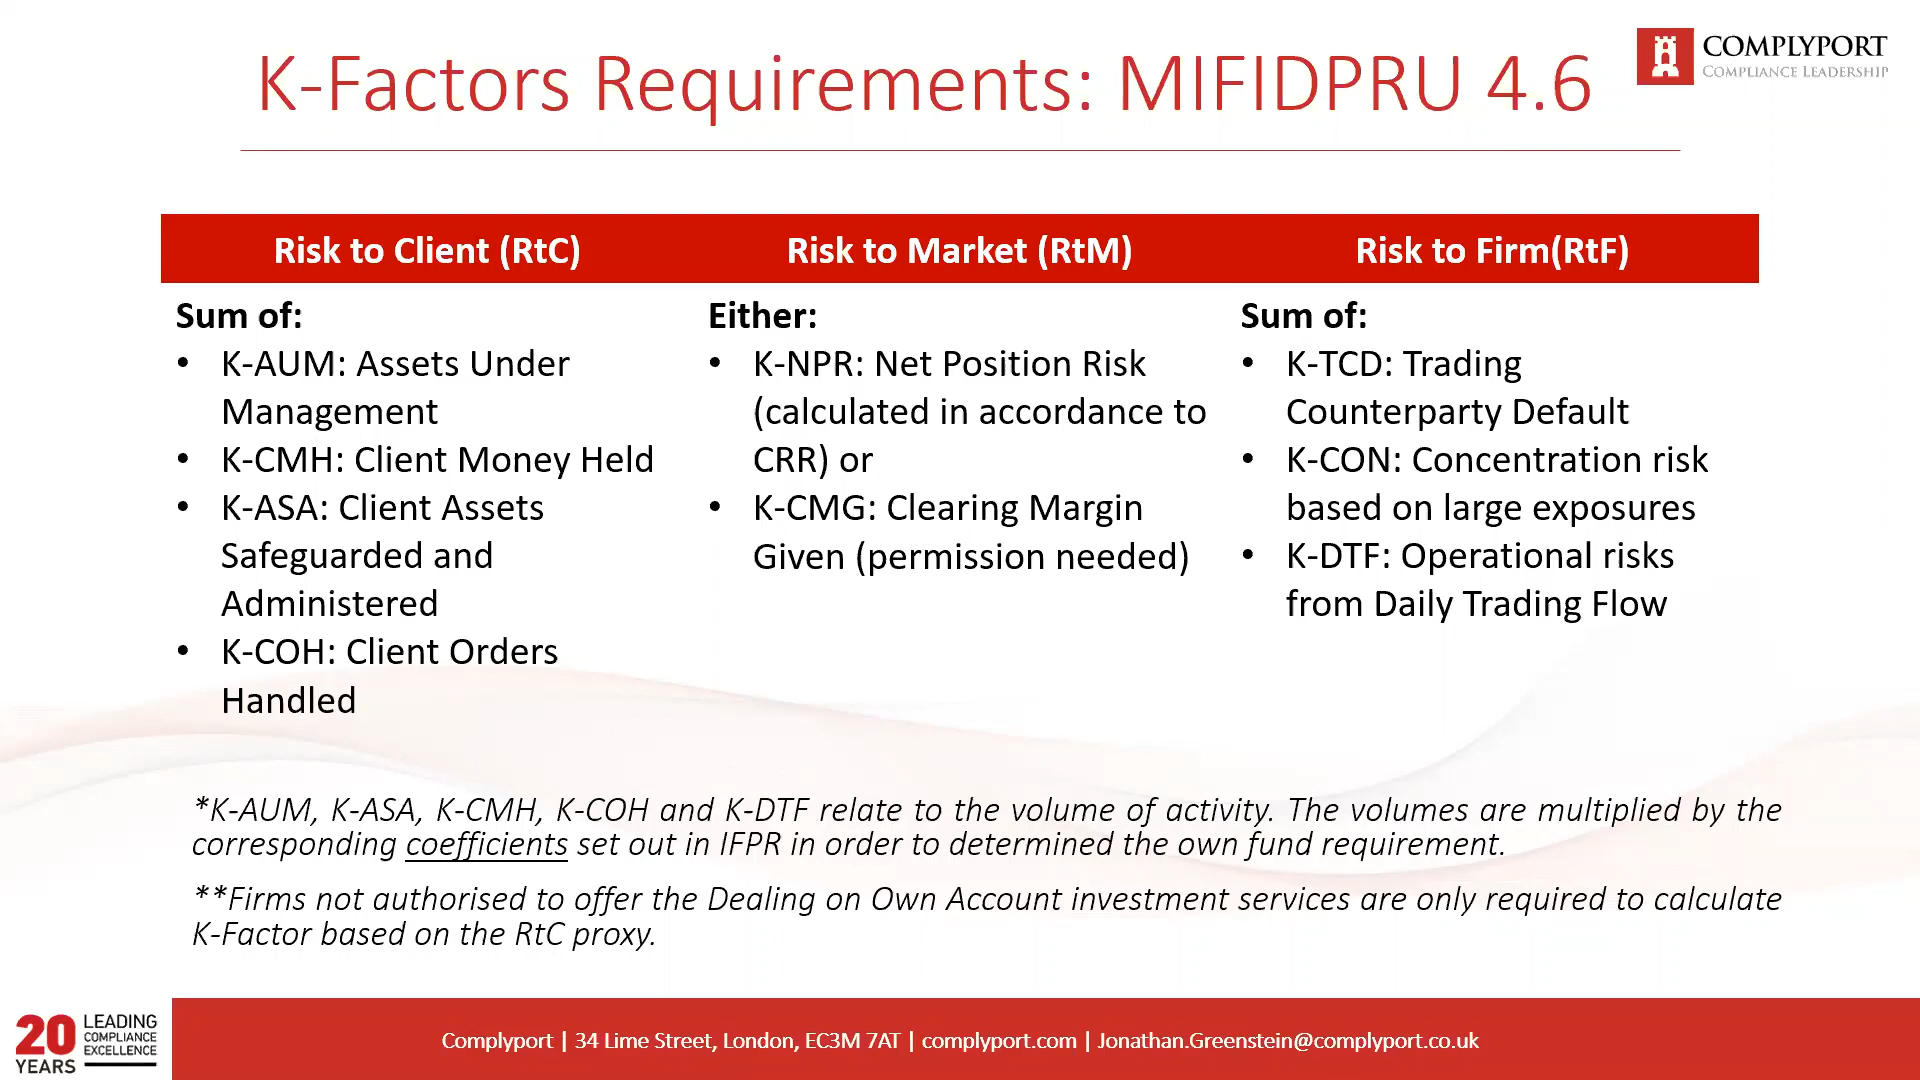 K-Factors Requirements: MIFIDPRU 4.6
COMPLYPORT
COMPLIANCE LEADERSHIP
Risk to Client (RtC)
Sum of:
• K-AUM: Assets Under
Management
• K-CMH: Client Money Held
• K-ASA: Client Assets
Safeguarded and
Administered
• K-COH: Client Orders
Handled
Risk to Market (RtM)
Either:
• K-NPR: Net Position Risk
(calculated in accordance to
CRR) or
• K-CMG: Clearing Margin
Given (permission needed)
Risk to Firm(RtF)
Sum of:
• K-TCD: Trading
Counterparty Default
• K-CON: Concentration risk
based on large exposures
• K-DTF: Operational risks
from Daily Trading Flow
*K-AUM, K-ASA, K-CMH, K-COH and K-DTF relate to the volume of activity. The volumes are multiplied by the
corresponding coefficients set out in IFPR in order to determined the own fund requirement.
**Firms not authorised to offer the Dealing on Own Account investment services are only required to calculate
K-Factor based on the RtC proxy.
20 YEARS
LEADING
COMPLIANCE
EXCELLENCE
Complyport | 34 Lime Street, London, EC3M 7AT | complyport.com | Jonathan.Greenstein@complyport.co.uk